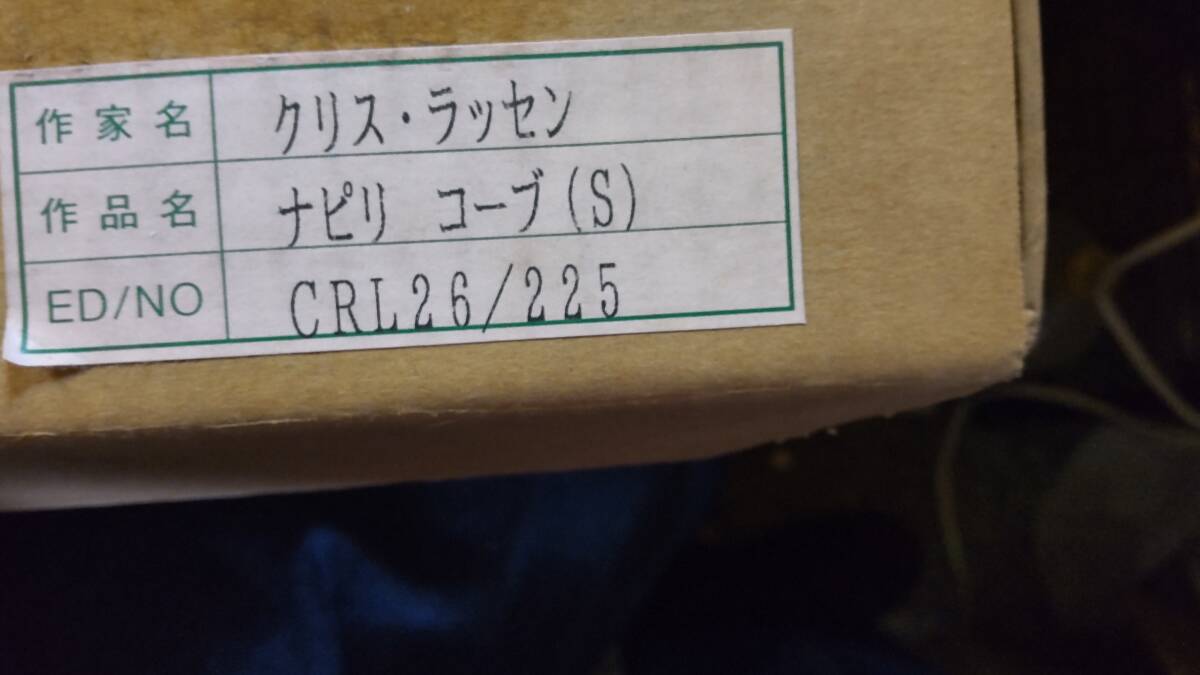 作家名 クリス・ラッセン
作品名 ナピリ コーブ(S)
ED/NO CRL26/225